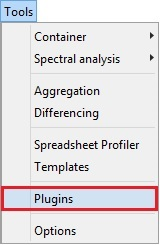 Tools
Container
Spectral analysis
Aggregation
Differencing
Spreadsheet Profiler
Templates
Plugins
Options